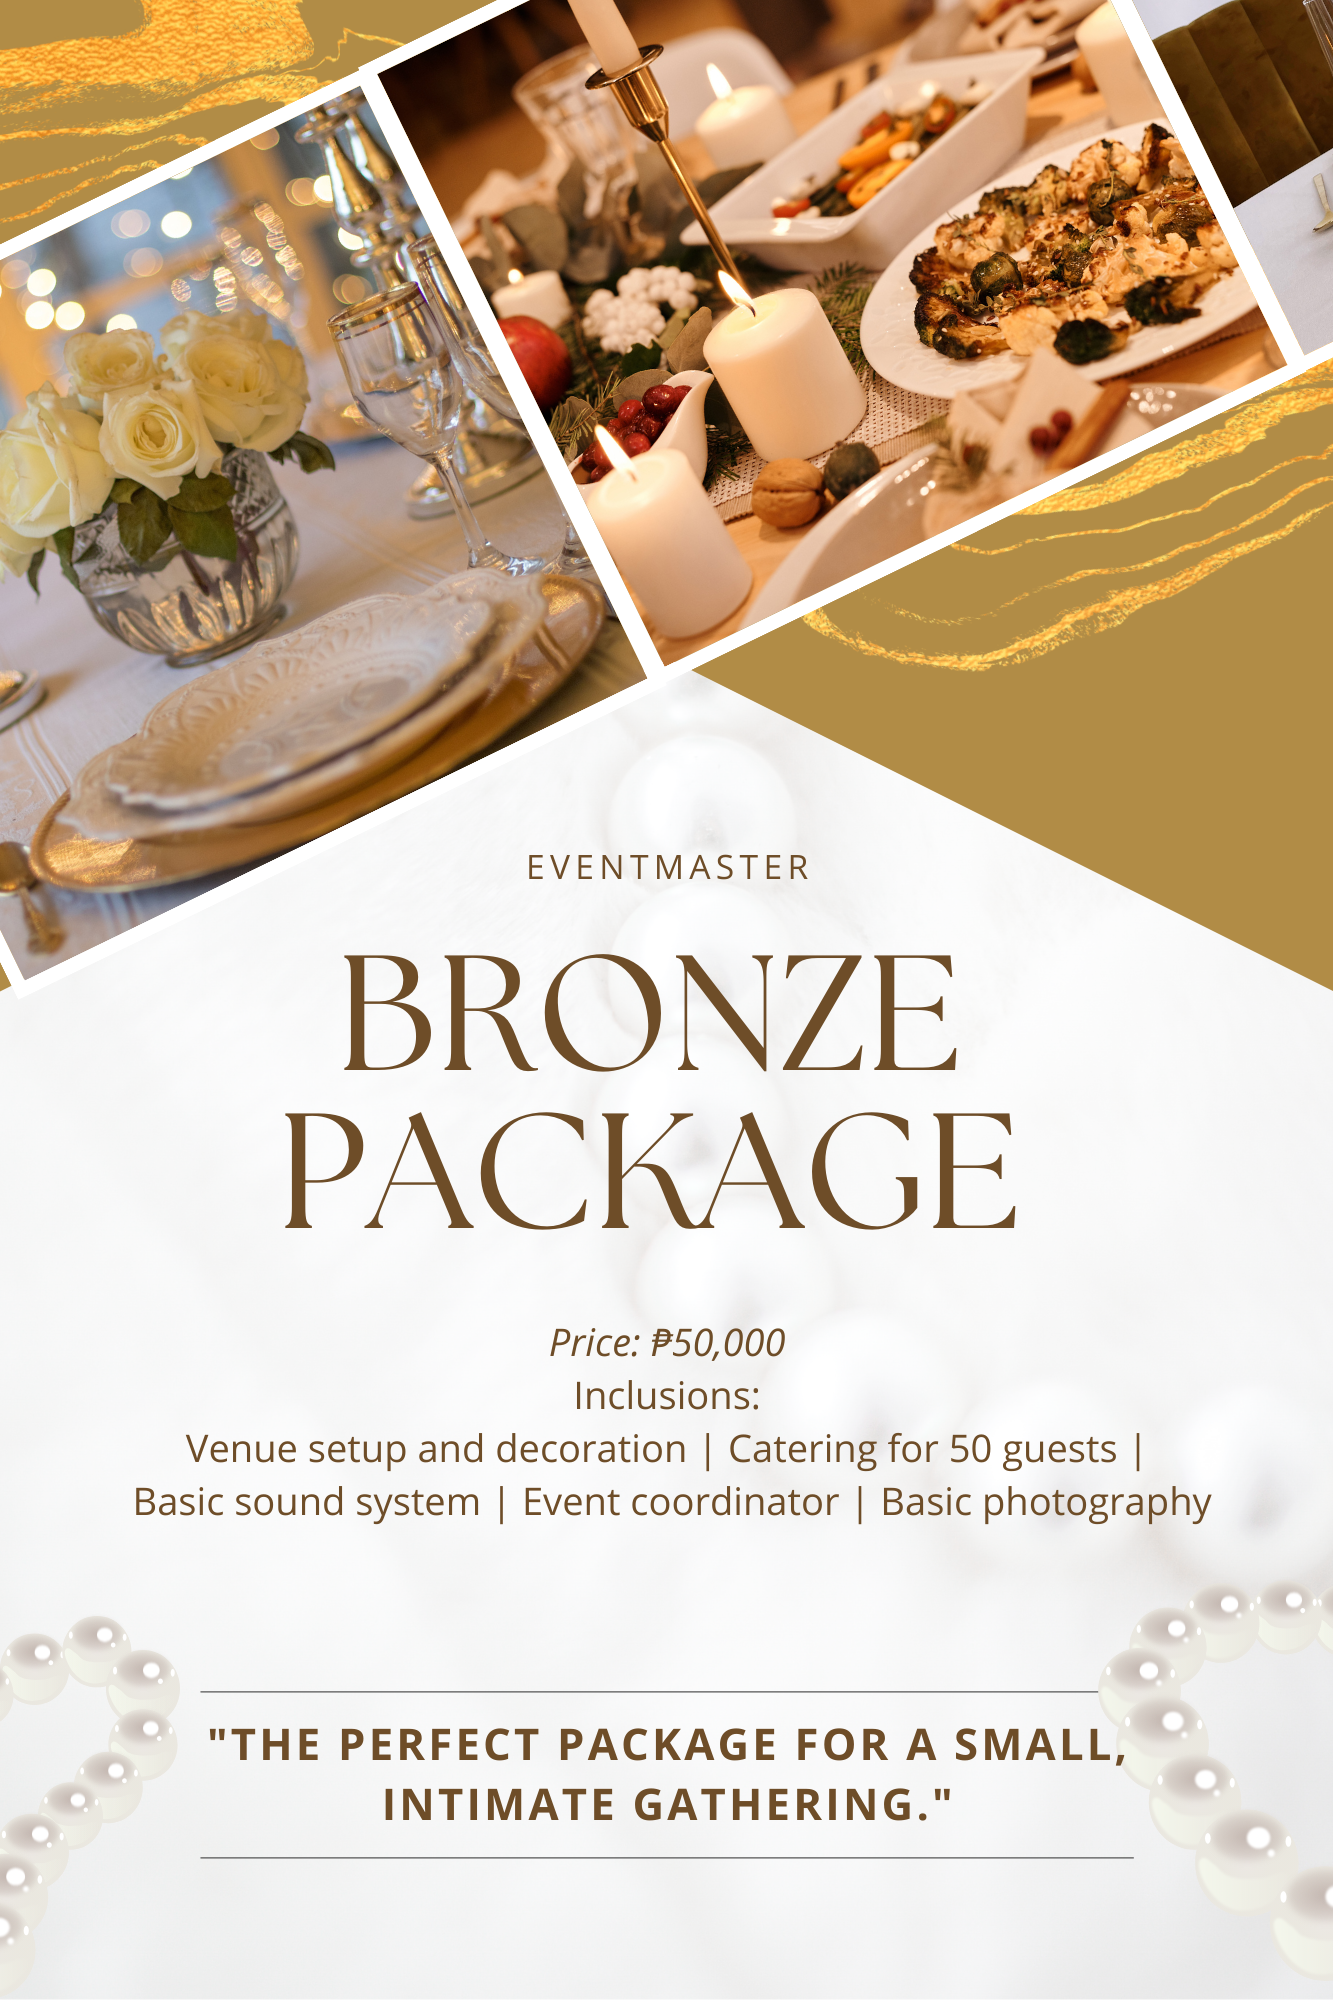 EVENTMASTER
BRONZE
PACKAGE
Price: ₱50,000
Inclusions:
Venue setup and decoration | Catering for 50 guests |
Basic sound system | Event coordinator | Basic photography
"THE PERFECT PACKAGE FOR A SMALL,
INTIMATE GATHERING."